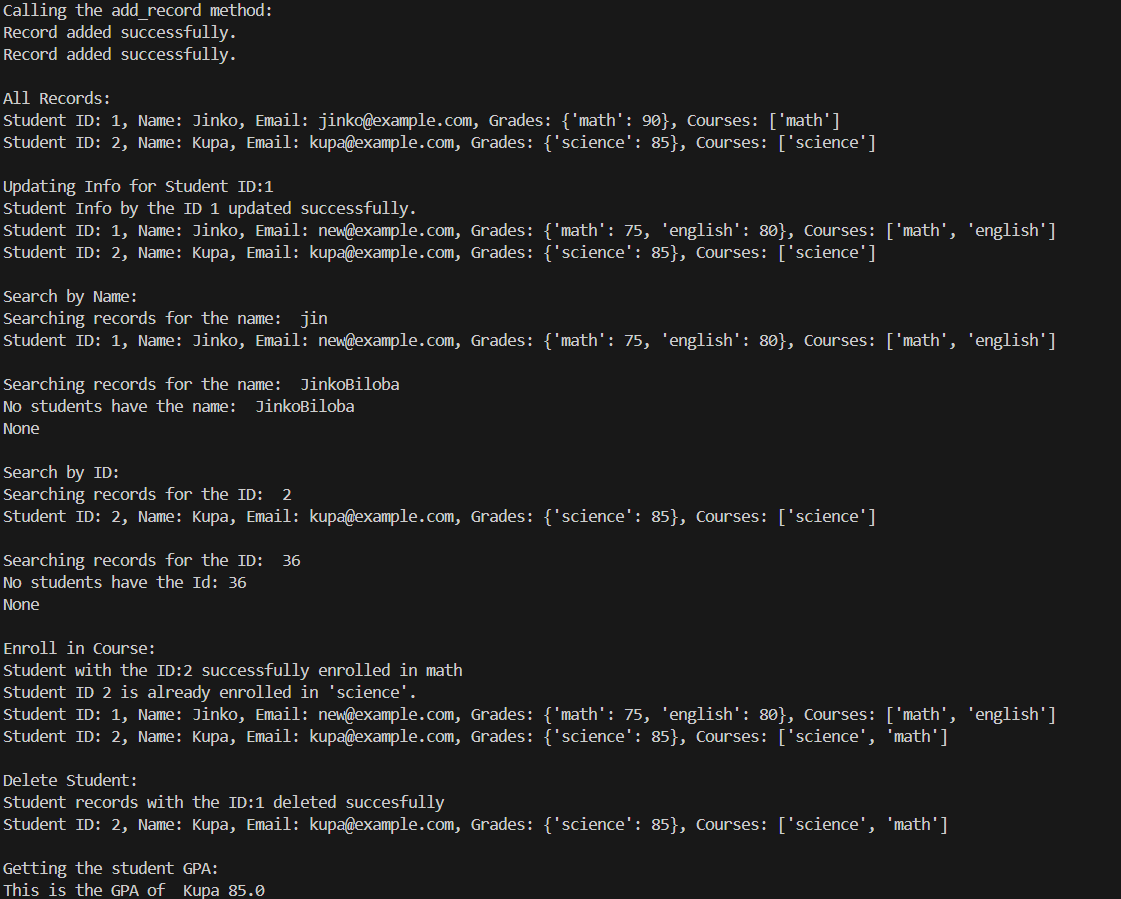 Calling the add_record method:
Record added successfully.
Record added successfully.

All Records:
Student ID: 1, Name: Jinko, Email: jinko@example.com, Grades: {'math': 90}, Courses: ['math']
Student ID: 2, Name: Kupa, Email: kupa@example.com, Grades: {'science': 85}, Courses: ['science']

Updating Info for Student ID:1
Student Info by the ID 1 updated successfully.
Student ID: 1, Name: Jinko, Email: new@example.com, Grades: {'math': 75, 'english': 80}, Courses: ['math', 'english']
Student ID: 2, Name: Kupa, Email: kupa@example.com, Grades: {'science': 85}, Courses: ['science']

Search by Name:
Searching records for the name:  jin
Student ID: 1, Name: Jinko, Email: new@example.com, Grades: {'math': 75, 'english': 80}, Courses: ['math', 'english']

Searching records for the name:  JinkoBiloba
No students have the name:  JinkoBiloba
None

Search by ID:
Searching records for the ID:  2
Student ID: 2, Name: Kupa, Email: kupa@example.com, Grades: {'science': 85}, Courses: ['science']

Searching records for the ID:  36
No students have the Id: 36
None

Enroll in Course:
Student with the ID:2 successfully enrolled in math
Student ID 2 is already enrolled in 'science'.
Student ID: 1, Name: Jinko, Email: new@example.com, Grades: {'math': 75, 'english': 80}, Courses: ['math', 'english']
Student ID: 2, Name: Kupa, Email: kupa@example.com, Grades: {'science': 85}, Courses: ['science', 'math']

Delete Student:
Student records with the ID:1 deleted succesfully
Student ID: 2, Name: Kupa, Email: kupa@example.com, Grades: {'science': 85}, Courses: ['science', 'math']

Getting the student GPA:
This is the GPA of  Kupa 85.0